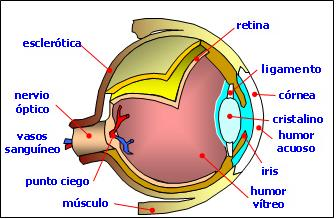 retina
esclerótica
ligamento
córnea
nervio
óptico
cristalino
vasos
sanguíneo
humor
acuoso
iris
punto ciego
humor
vítreo
músculo